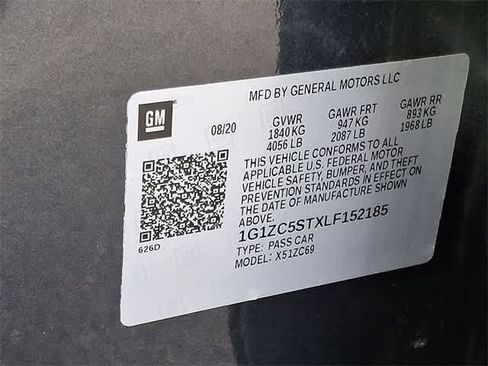 MFD BY GENERAL MOTORS LLC
GM
08/20 GVWR GAWR FRT GAWR RR
1840 KG 947 KG 893 KG
4056 LB 2087 LB 1968 LB
THIS VEHICLE CONFORMS TO ALL
APPLICABLE U.S. FEDERAL MOTOR
VEHICLE SAFETY, BUMPER, AND THEFT
PREVENTION STANDARDS IN EFFECT ON
THE DATE OF MANUFACTURE SHOWN
ABOVE.
1G1ZC5STXLF152185
TYPE: PASS CAR
MODEL: X51ZC69
626D